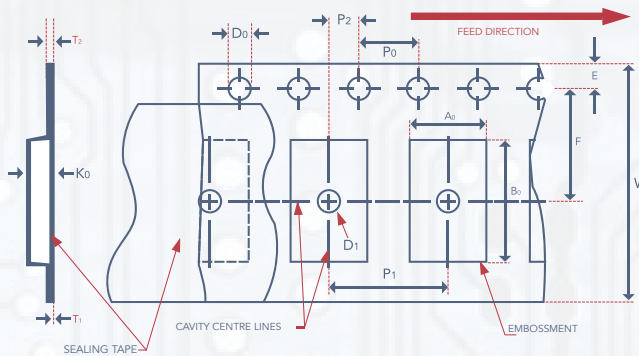 P₂
D₀
FEED DIRECTION
T₂
P₀
E
A₀
F
K₀
B₀
W
D₁
P₁
T₁
CAVITY CENTRE LINES
EMBOSSMENT
SEALING TAPE